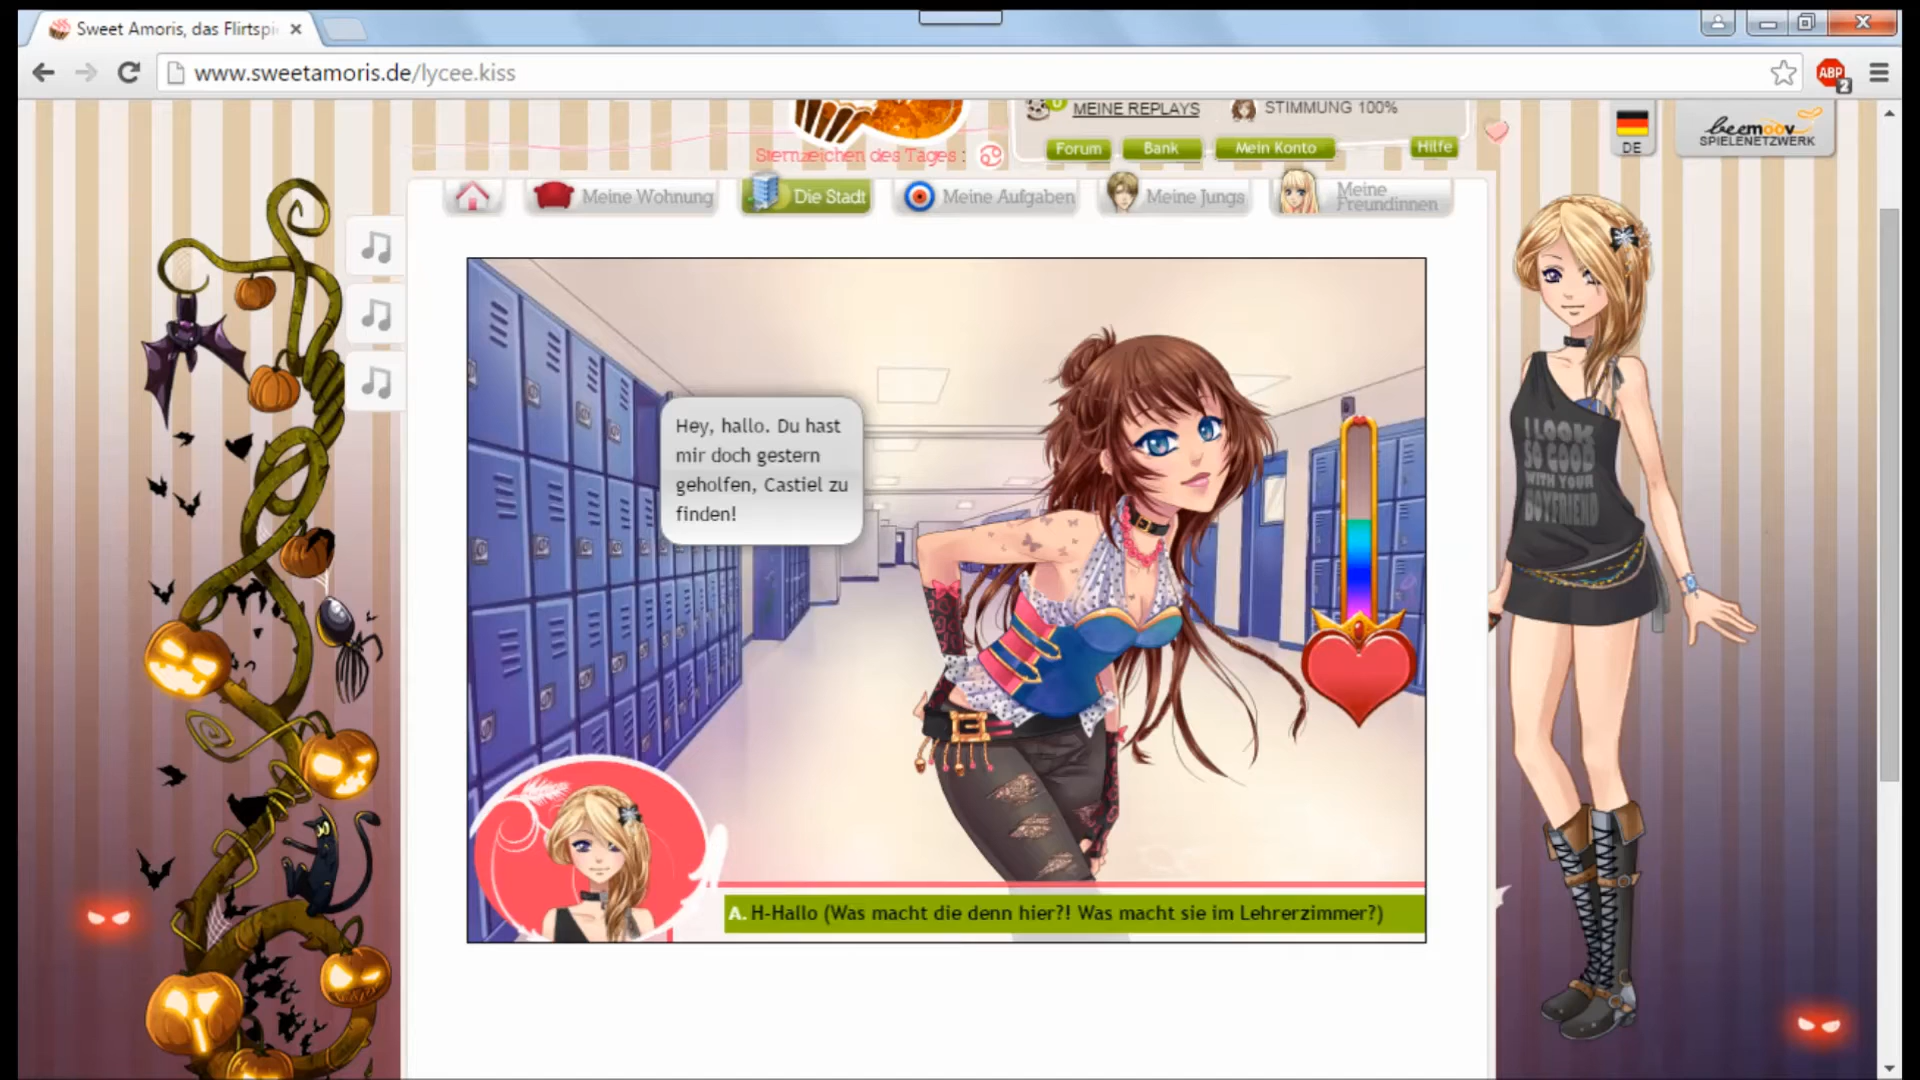 Sweet Amoris, das Flirtspi
www.sweetamoris.de/lycee.kiss
ABP
2
0
MEINE REPLAYS
STIMMUNG 100%
DE
beemoov
SPIELENETZWERK
Sternzeichen des Tages :
Forum
Bank
Mein Konto
Hilfe
Meine Wohnung
Die Stadt
Meine Aufgaben
Meine Jungs
Meine
Freundinnen
Hey, hallo. Du hast
mir doch gestern
geholfen, Castiel zu
finden!
I LOOK
SO GOOD
WITH YOUR
BOYFRIEND
A. H-Hallo (Was macht die denn hier?! Was macht sie im Lehrerzimmer?)